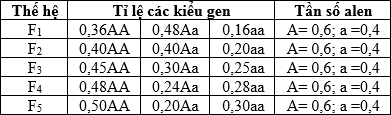 Thế hệ Tỉ lệ các kiểu gen Tần số alen
F1 0,36AA 0,48Aa 0,16aa A= 0,6; a =0,4
F2 0,40AA 0,40Aa 0,20aa A= 0,6; a =0,4
F3 0,45AA 0,30Aa 0,25aa A= 0,6; a =0,4
F4 0,48AA 0,24Aa 0,28aa A= 0,6; a =0,4
F5 0,50AA 0,20Aa 0,30aa A= 0,6; a =0,4